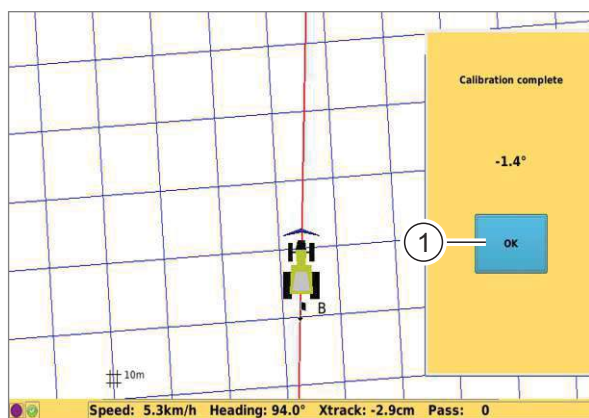 Calibration complete
-1.4°
1
OK
B
10m
Speed: 5.3km/h Heading: 94.0° Xtrack: -2.9cm Pass: 0